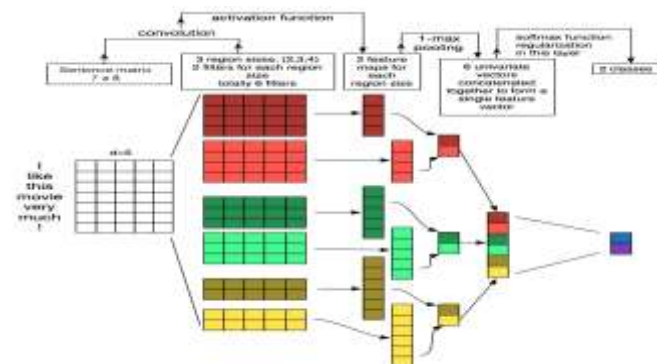 activation function
convolution
1-max
pooling
softmax function
regularization
in this layer
Sentence matrix
7 x 5
3 region sizes: (2,3,4)
2 filters for each region
size
totally 6 filters
2 feature
maps for
each
region size
6 univariate
vectors
concatenated
together to form a
single feature
vector
2 classes
d=5
I
like
this
movie
very
much
!